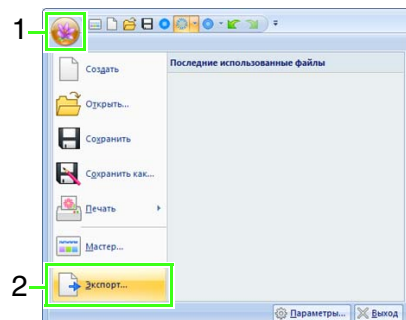 1
Последние использованные файлы
Создать
Открыть...
Сохранить
Сохранить как...
Печать
Мастер...
2
Экспорт...
Параметры... Выход